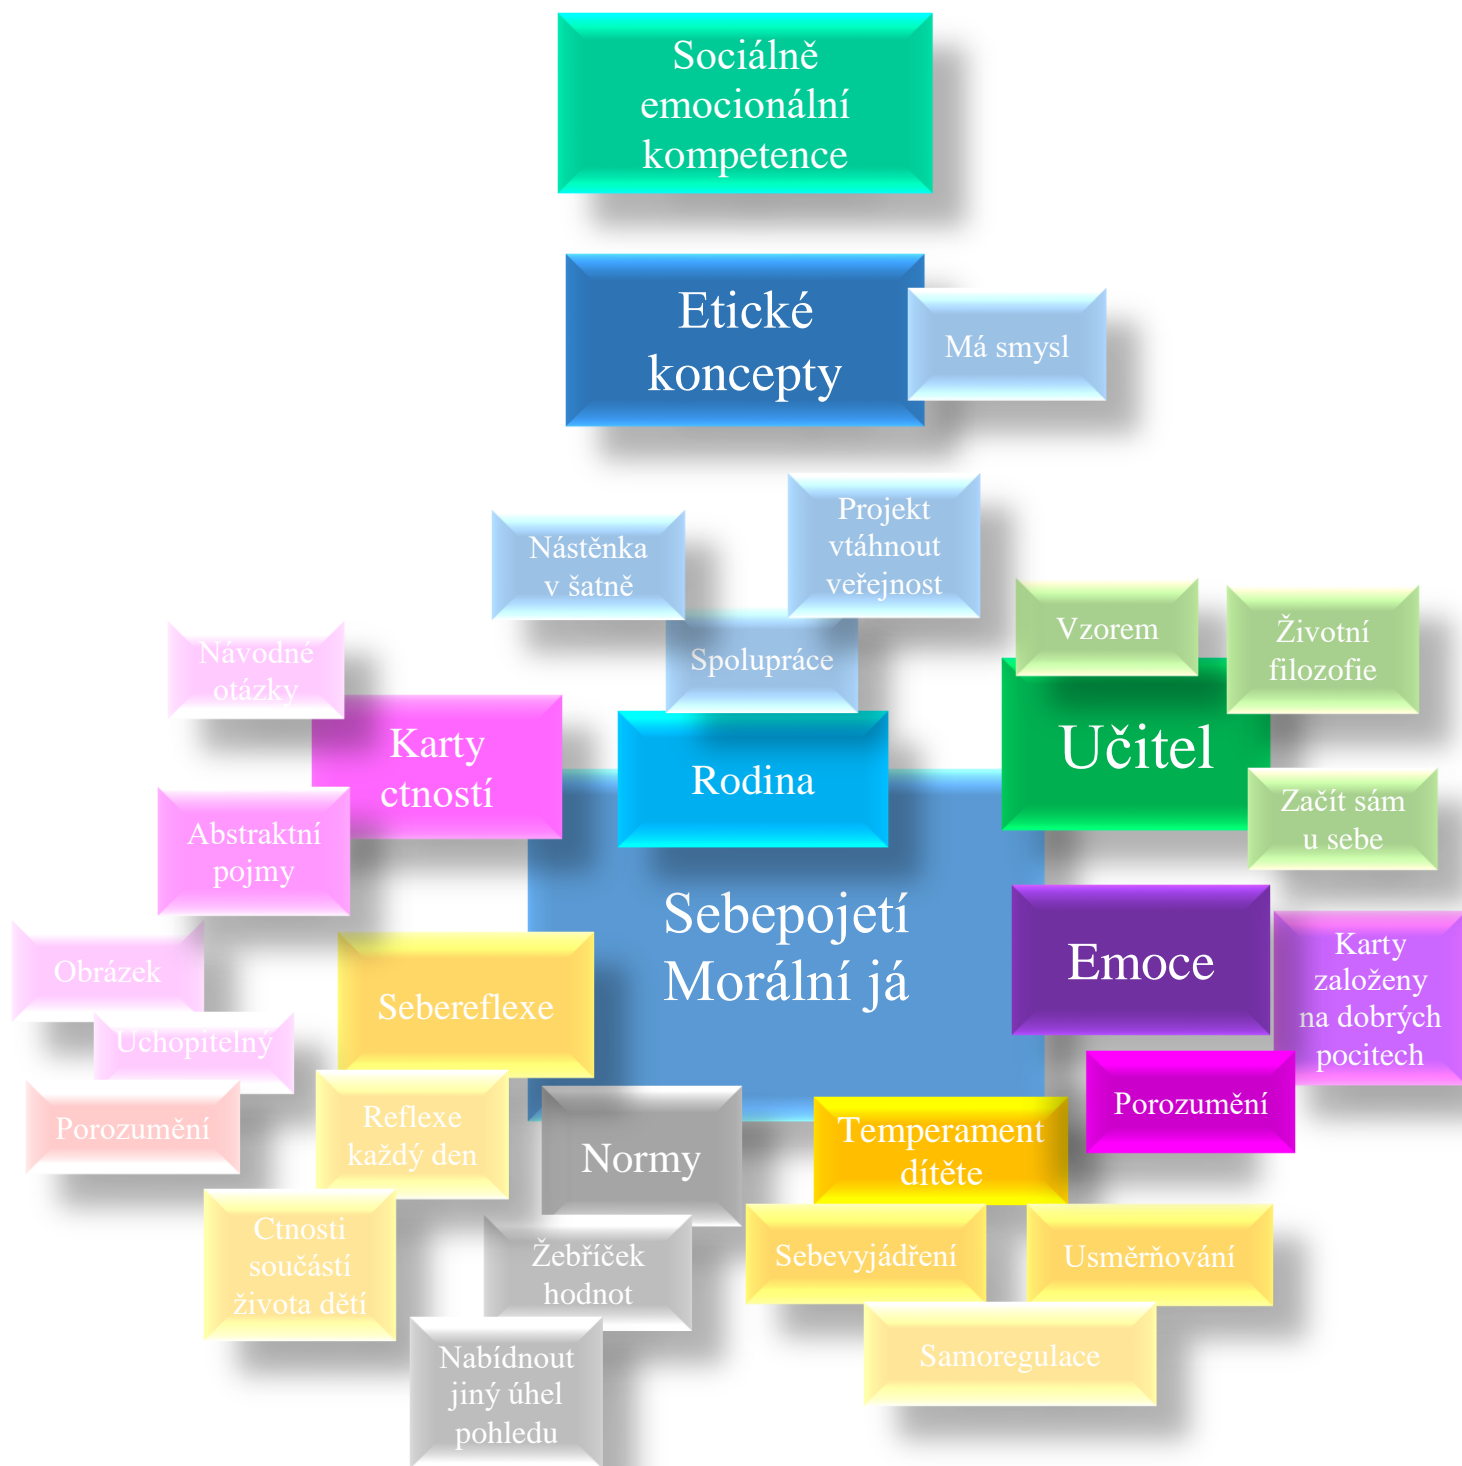 Sociálně
emocionální
kompetence
Etické
koncepty
Má smysl
Projekt
vtáhnout
veřejnost
Nástěnka
v šatně
Spolupráce
Vzorem
Životní
filozofie
Návodné
otázky
Karty
ctností
Rodina
Učitel
Začít sám
u sebe
Abstraktní
pojmy
Sebepojetí
Morální já
Emoce
Karty
založeny
na dobrých
pocitech
Obrázek
Sebereflexe
Uchopitelný
Porozumění
Porozumění
Reflexe
každý den
Normy
Temperament
dítěte
Ctnosti
součástí
života dětí
Žebříček
hodnot
Sebevyjádření
Usměrňování
Nabídnout
jiný úhel
pohledu
Samoregulace